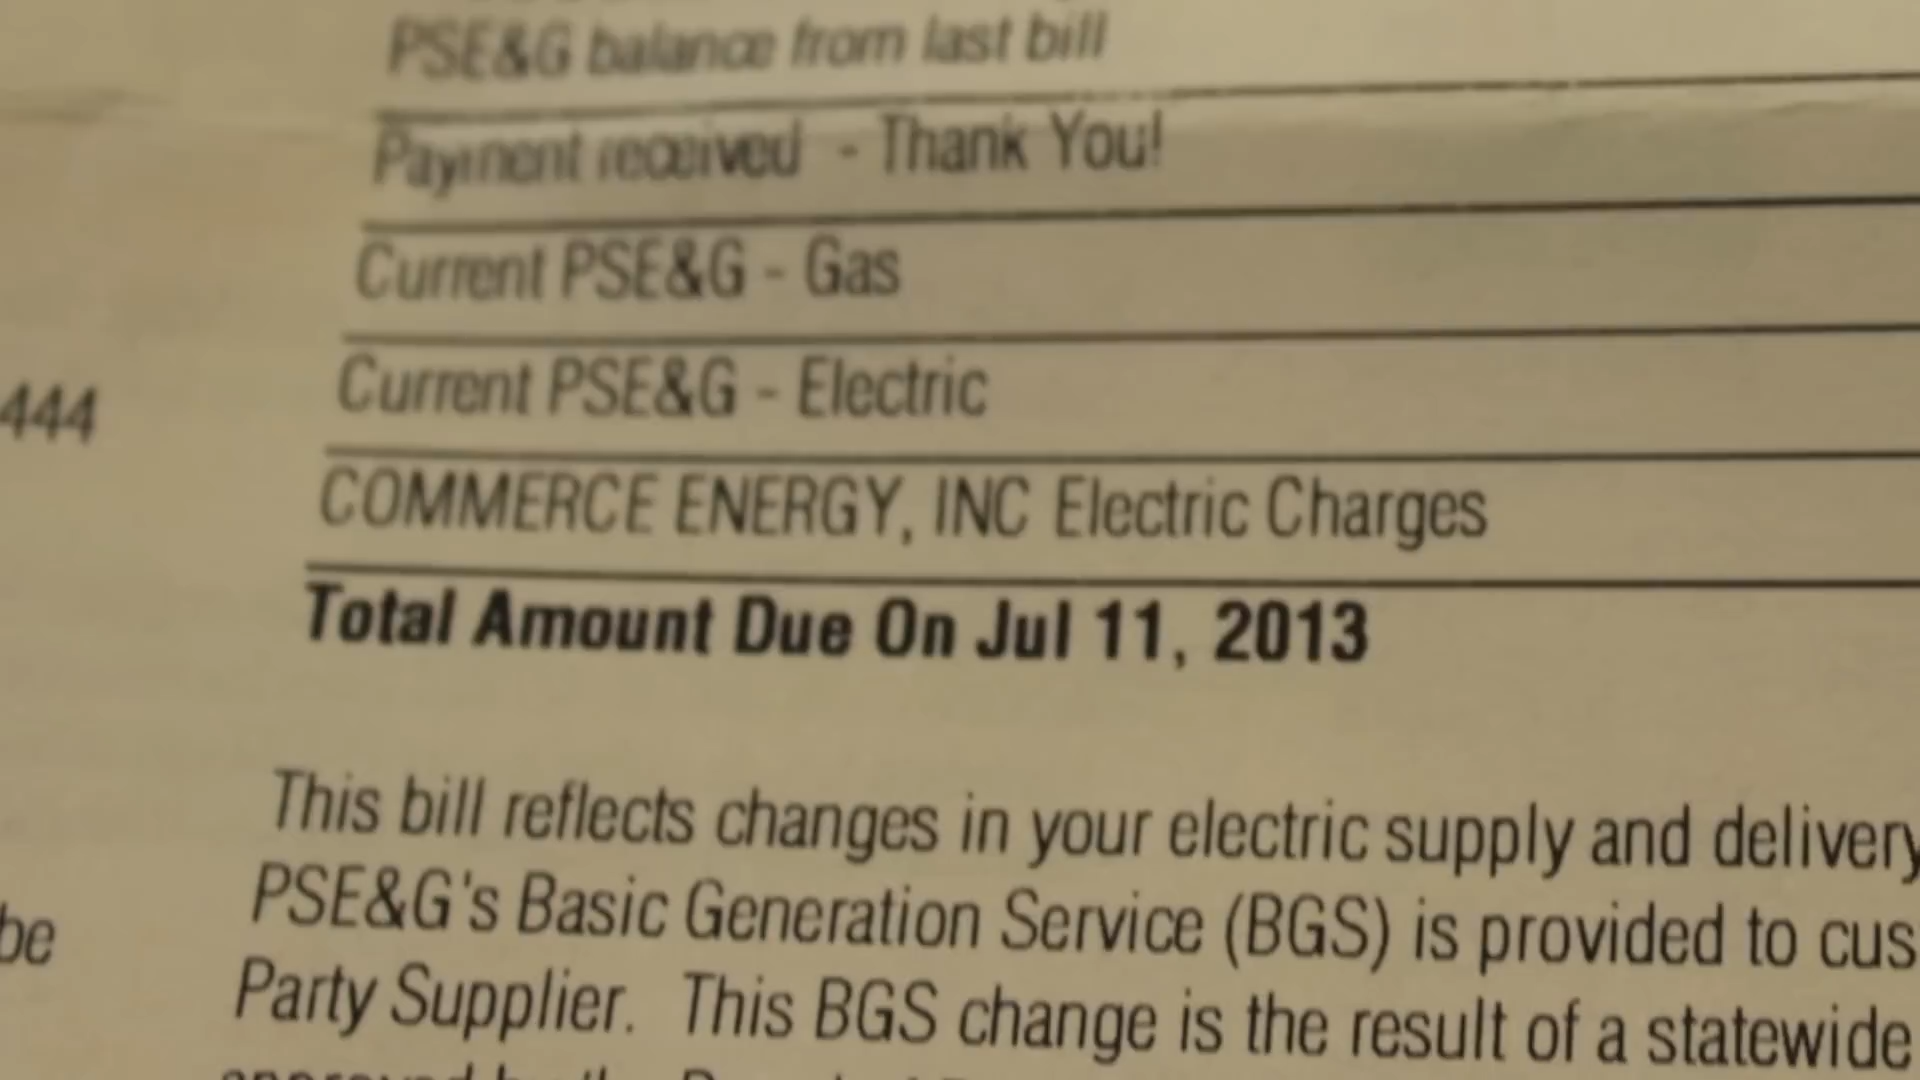 PSE&G balance from last bill
Payment received - Thank You!
Current PSE&G - Gas
Current PSE&G - Electric
444
COMMERCE ENERGY, INC Electric Charges
Total Amount Due On Jul 11, 2013
This bill reflects changes in your electric supply and delivery
PSE&G's Basic Generation Service (BGS) is provided to cus
be
Party Supplier. This BGS change is the result of a statewide